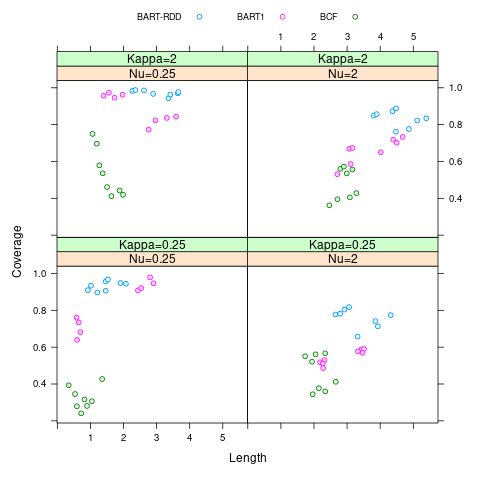 BART-RDD BART1 BCF
1 2 3 4 5
Kappa=2 Kappa=2
Nu=0.25 Nu=2
1.0
0.8
0.6
0.4
Kappa=0.25 Kappa=0.25
Nu=0.25 Nu=2
1.0
0.8
0.6
0.4
Coverage
1 2 3 4 5
Length